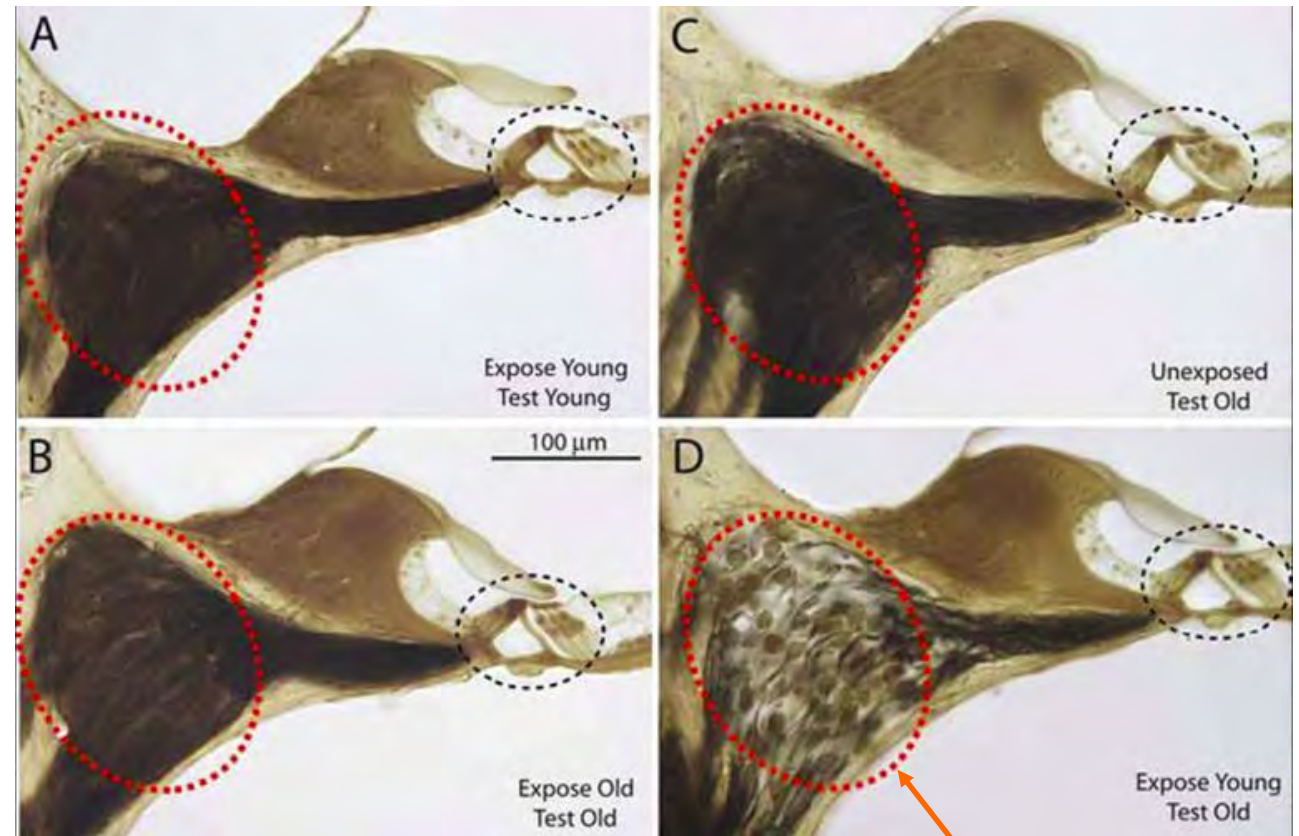 A
Expose Young
Test Young
C
Unexposed
Test Old
B
100 μm
Expose Old
Test Old
D
Expose Young
Test Old